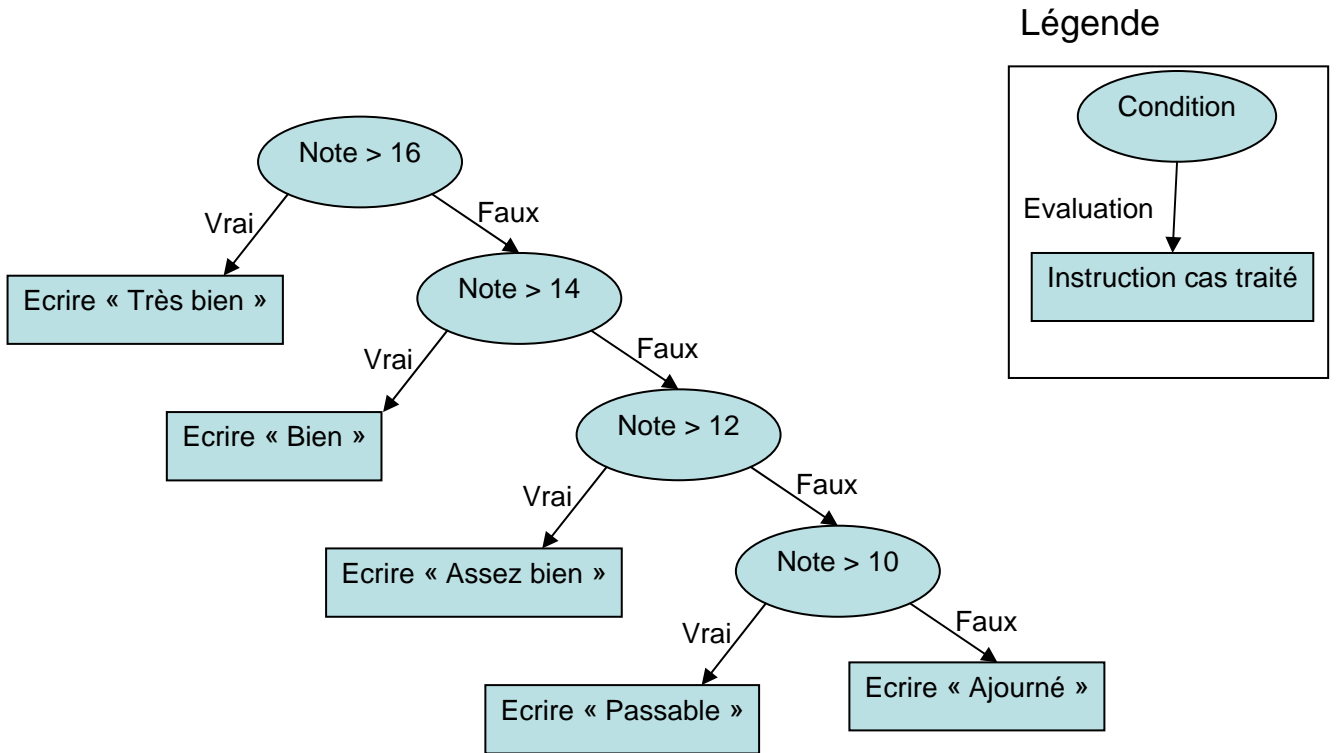 Légende
Condition
Evaluation
Instruction cas traité
Note > 16
Vrai
Faux
Ecrire « Très bien »
Note > 14
Vrai
Faux
Ecrire « Bien »
Note > 12
Vrai
Faux
Ecrire « Assez bien »
Note > 10
Vrai
Faux
Ecrire « Passable »
Ecrire « Ajourné »